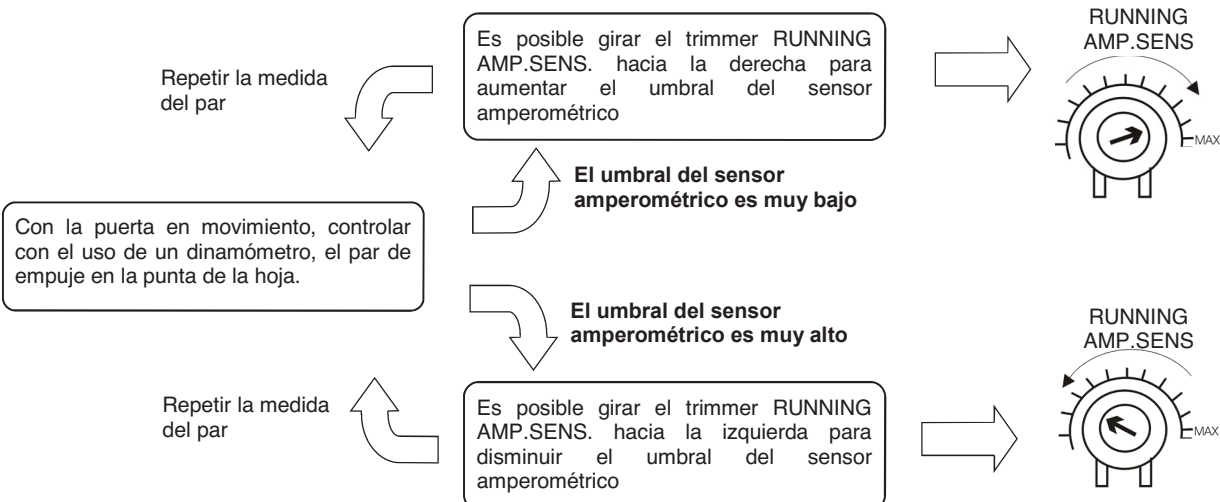 RUNNING
AMP.SENS
MAX
Es posible girar el trimmer RUNNING
AMP.SENS. hacia la derecha para
aumentar el umbral del sensor
amperométrico
Repetir la medida
del par
El umbral del sensor
amperométrico es muy bajo
Con la puerta en movimiento, controlar
con el uso de un dinamómetro, el par de
empuje en la punta de la hoja.
El umbral del sensor
amperométrico es muy alto
Repetir la medida
del par
Es posible girar el trimmer RUNNING
AMP.SENS. hacia la izquierda para
disminuir el umbral del sensor
amperométrico
RUNNING
AMP.SENS
MAX